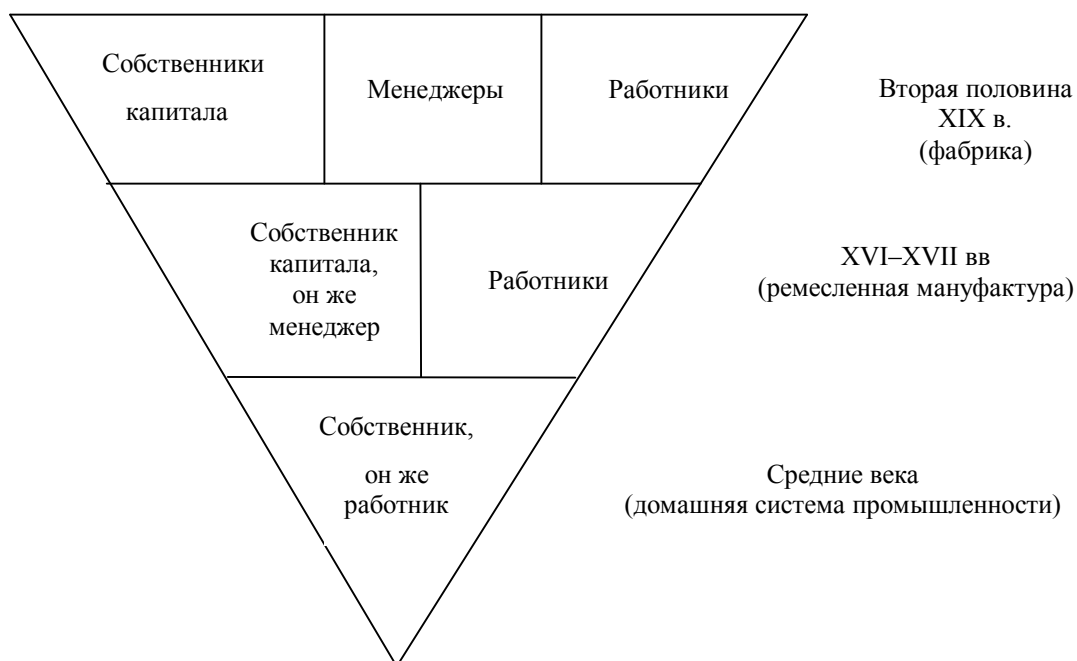 Собственники
капитала
Менеджеры
Работники
Вторая половина
XIX в.
(фабрика)
Собственник
капитала,
он же
менеджер
Работники
XVI–XVII вв
(ремесленная мануфактура)
Собственник,
он же
работник
Средние века
(домашняя система промышленности)